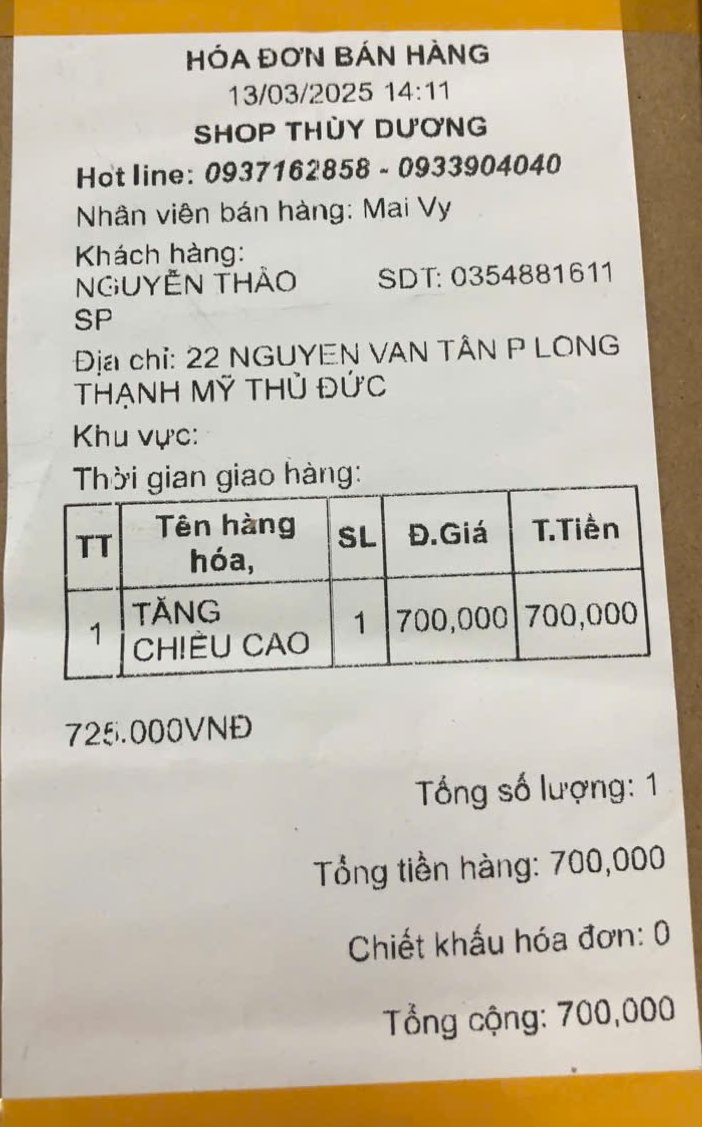 HÓA ĐƠN BÁN HÀNG
13/03/2025 14:11
SHOP THÙY DƯƠNG
Hot line: 0937162858 - 0933904040
Nhân viên bán hàng: Mai Vy
Khách hàng:
NGUYỄN THẢO SDT: 0354881611
SP
Địa chỉ: 22 NGUYEN VAN TÂN P LONG
THẠNH MỸ THỦ ĐỨC
Khu vực:
Thời gian giao hàng:
TT Tên hàng hóa, SL Đ.Giá T.Tiền
1 TĂNG CHIỀU CAO 1 700,000 700,000
725.000VNĐ
Tổng số lượng: 1
Tổng tiền hàng: 700,000
Chiết khấu hóa đơn: 0
Tổng cộng: 700,000